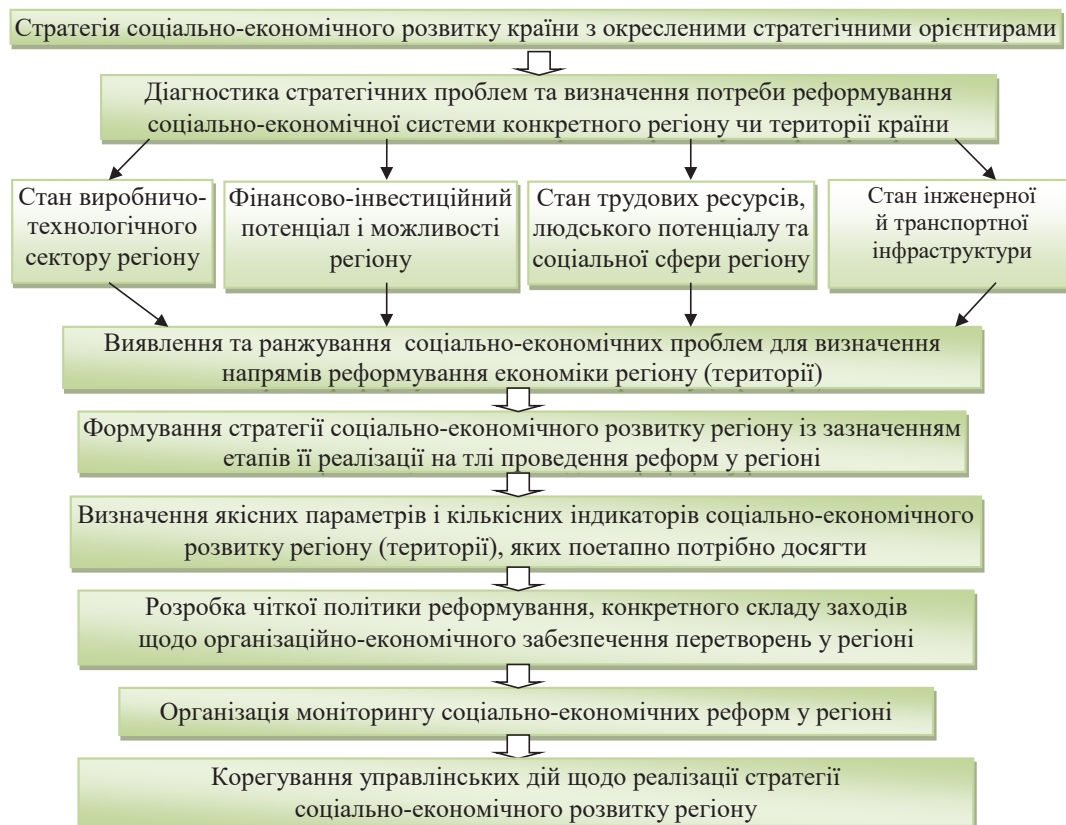 Стратегія соціально-економічного розвитку країни з окресленими стратегічними орієнтирами
Діагностика стратегічних проблем та визначення потреби реформування
соціально-економічної системи конкретного регіону чи території країни
Стан виробничо-
технологічного
сектору регіону
Фінансово-інвестиційний
потенціал і можливості
регіону
Стан трудових ресурсів,
людського потенціалу та
соціальної сфери регіону
Стан інженерної
й транспортної
інфраструктури
Виявлення та ранжування соціально-економічних проблем для визначення
напрямів реформування економіки регіону (території)
Формування стратегії соціально-економічного розвитку регіону із зазначенням
етапів її реалізації на тлі проведення реформ у регіоні
Визначення якісних параметрів і кількісних індикаторів соціально-економічного
розвитку регіону (території), яких поетапно потрібно досягти
Розробка чіткої політики реформування, конкретного складу заходів
щодо організаційно-економічного забезпечення перетворень у регіоні
Організація моніторингу соціально-економічних реформ у регіоні
Корегування управлінських дій щодо реалізації стратегії
соціально-економічного розвитку регіону